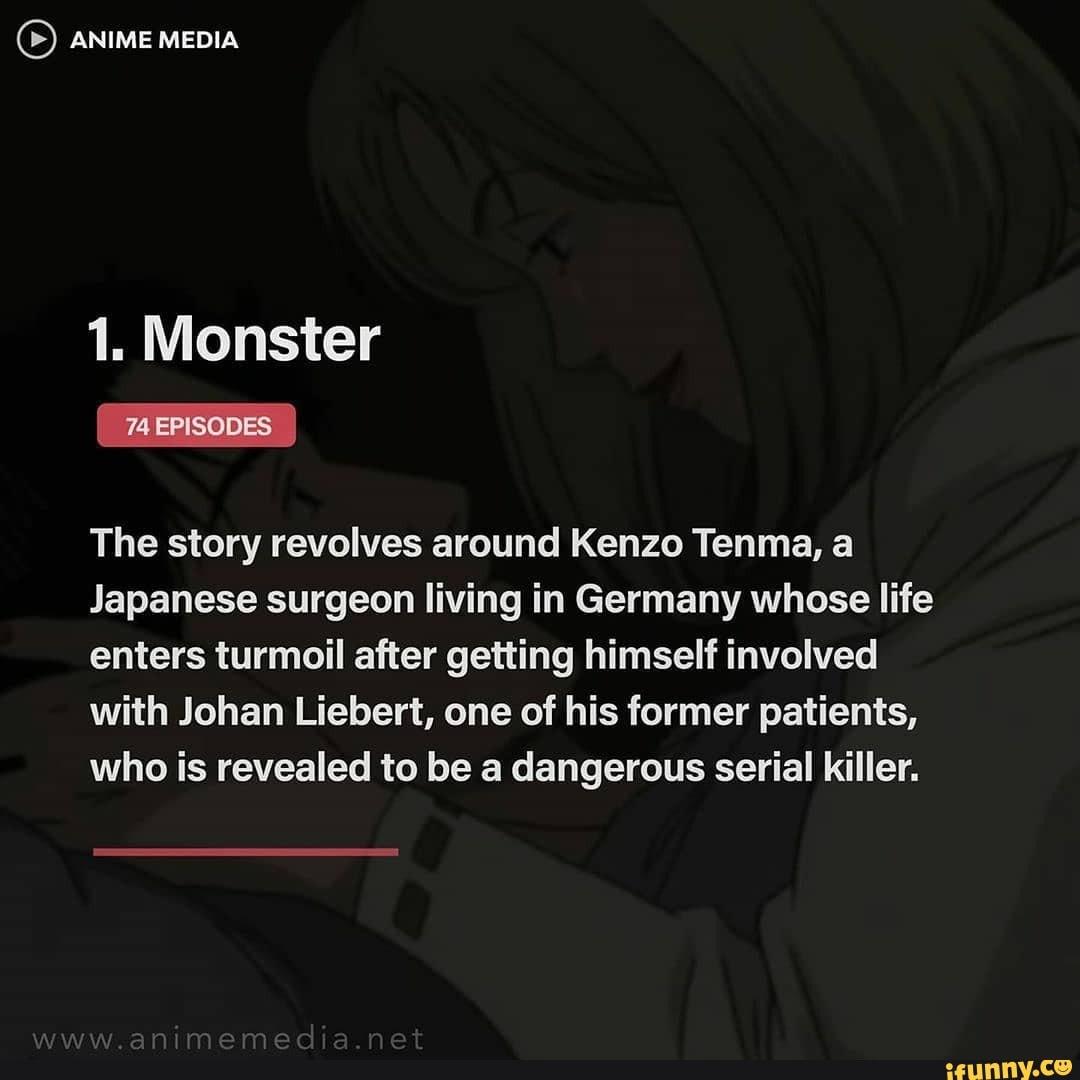 ANIME MEDIA
1. Monster
74 EPISODES
The story revolves around Kenzo Tenma, a
Japanese surgeon living in Germany whose life
enters turmoil after getting himself involved
with Johan Liebert, one of his former patients,
who is revealed to be a dangerous serial killer.
www.animemedia.net
ifunny.co